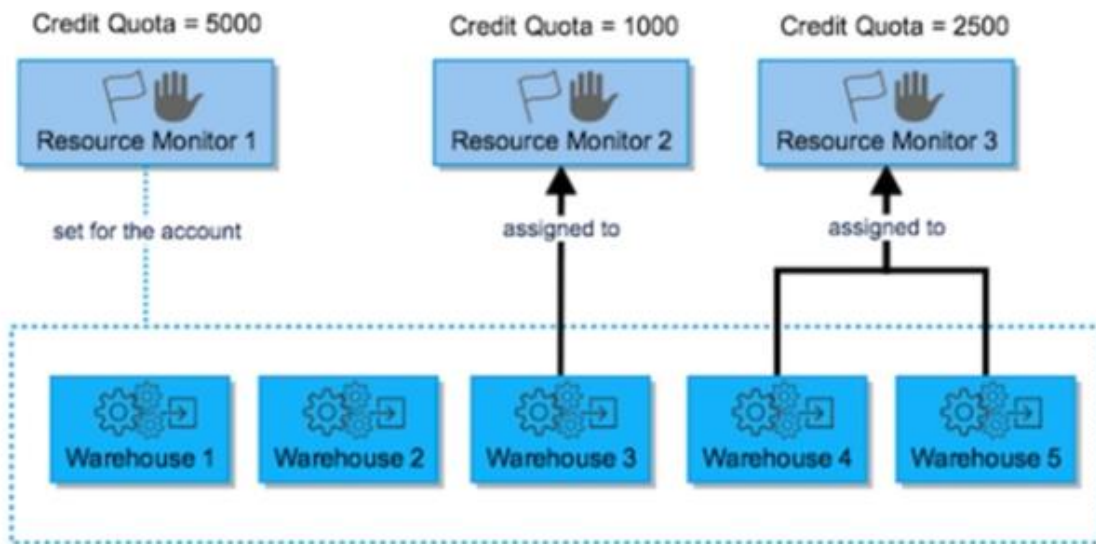 Credit Quota = 5000
Credit Quota = 1000
Credit Quota = 2500
Resource Monitor 1
Resource Monitor 2
Resource Monitor 3
set for the account
assigned to
assigned to
Warehouse 1
Warehouse 2
Warehouse 3
Warehouse 4
Warehouse 5